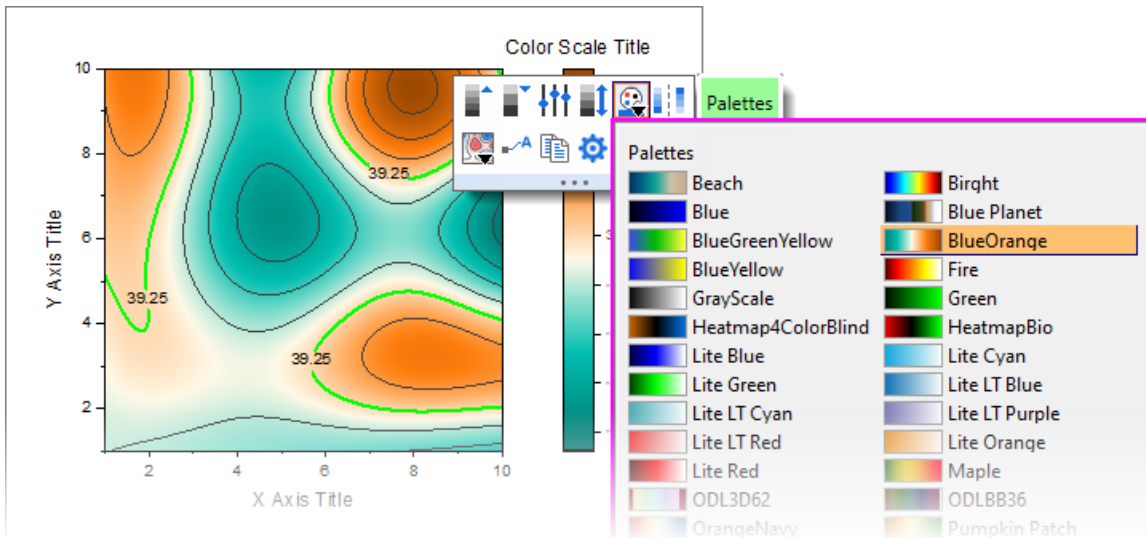 Color Scale Title
10
8
6
4
2
Y Axis Title
39.25
39.25
39.25
2
4
6
8
10
X Axis Title
3
A
Palettes
Palettes
Beach
Birght
Blue
Blue Planet
BlueGreenYellow
BlueOrange
BlueYellow
Fire
GrayScale
Green
Heatmap4ColorBlind
HeatmapBio
Lite Blue
Lite Cyan
Lite Green
Lite LT Blue
Lite LT Cyan
Lite LT Purple
Lite LT Red
Lite Orange
Lite Red
Maple
ODL3D62
ODLBB36
OrangeNavy
Pumpkin Patch